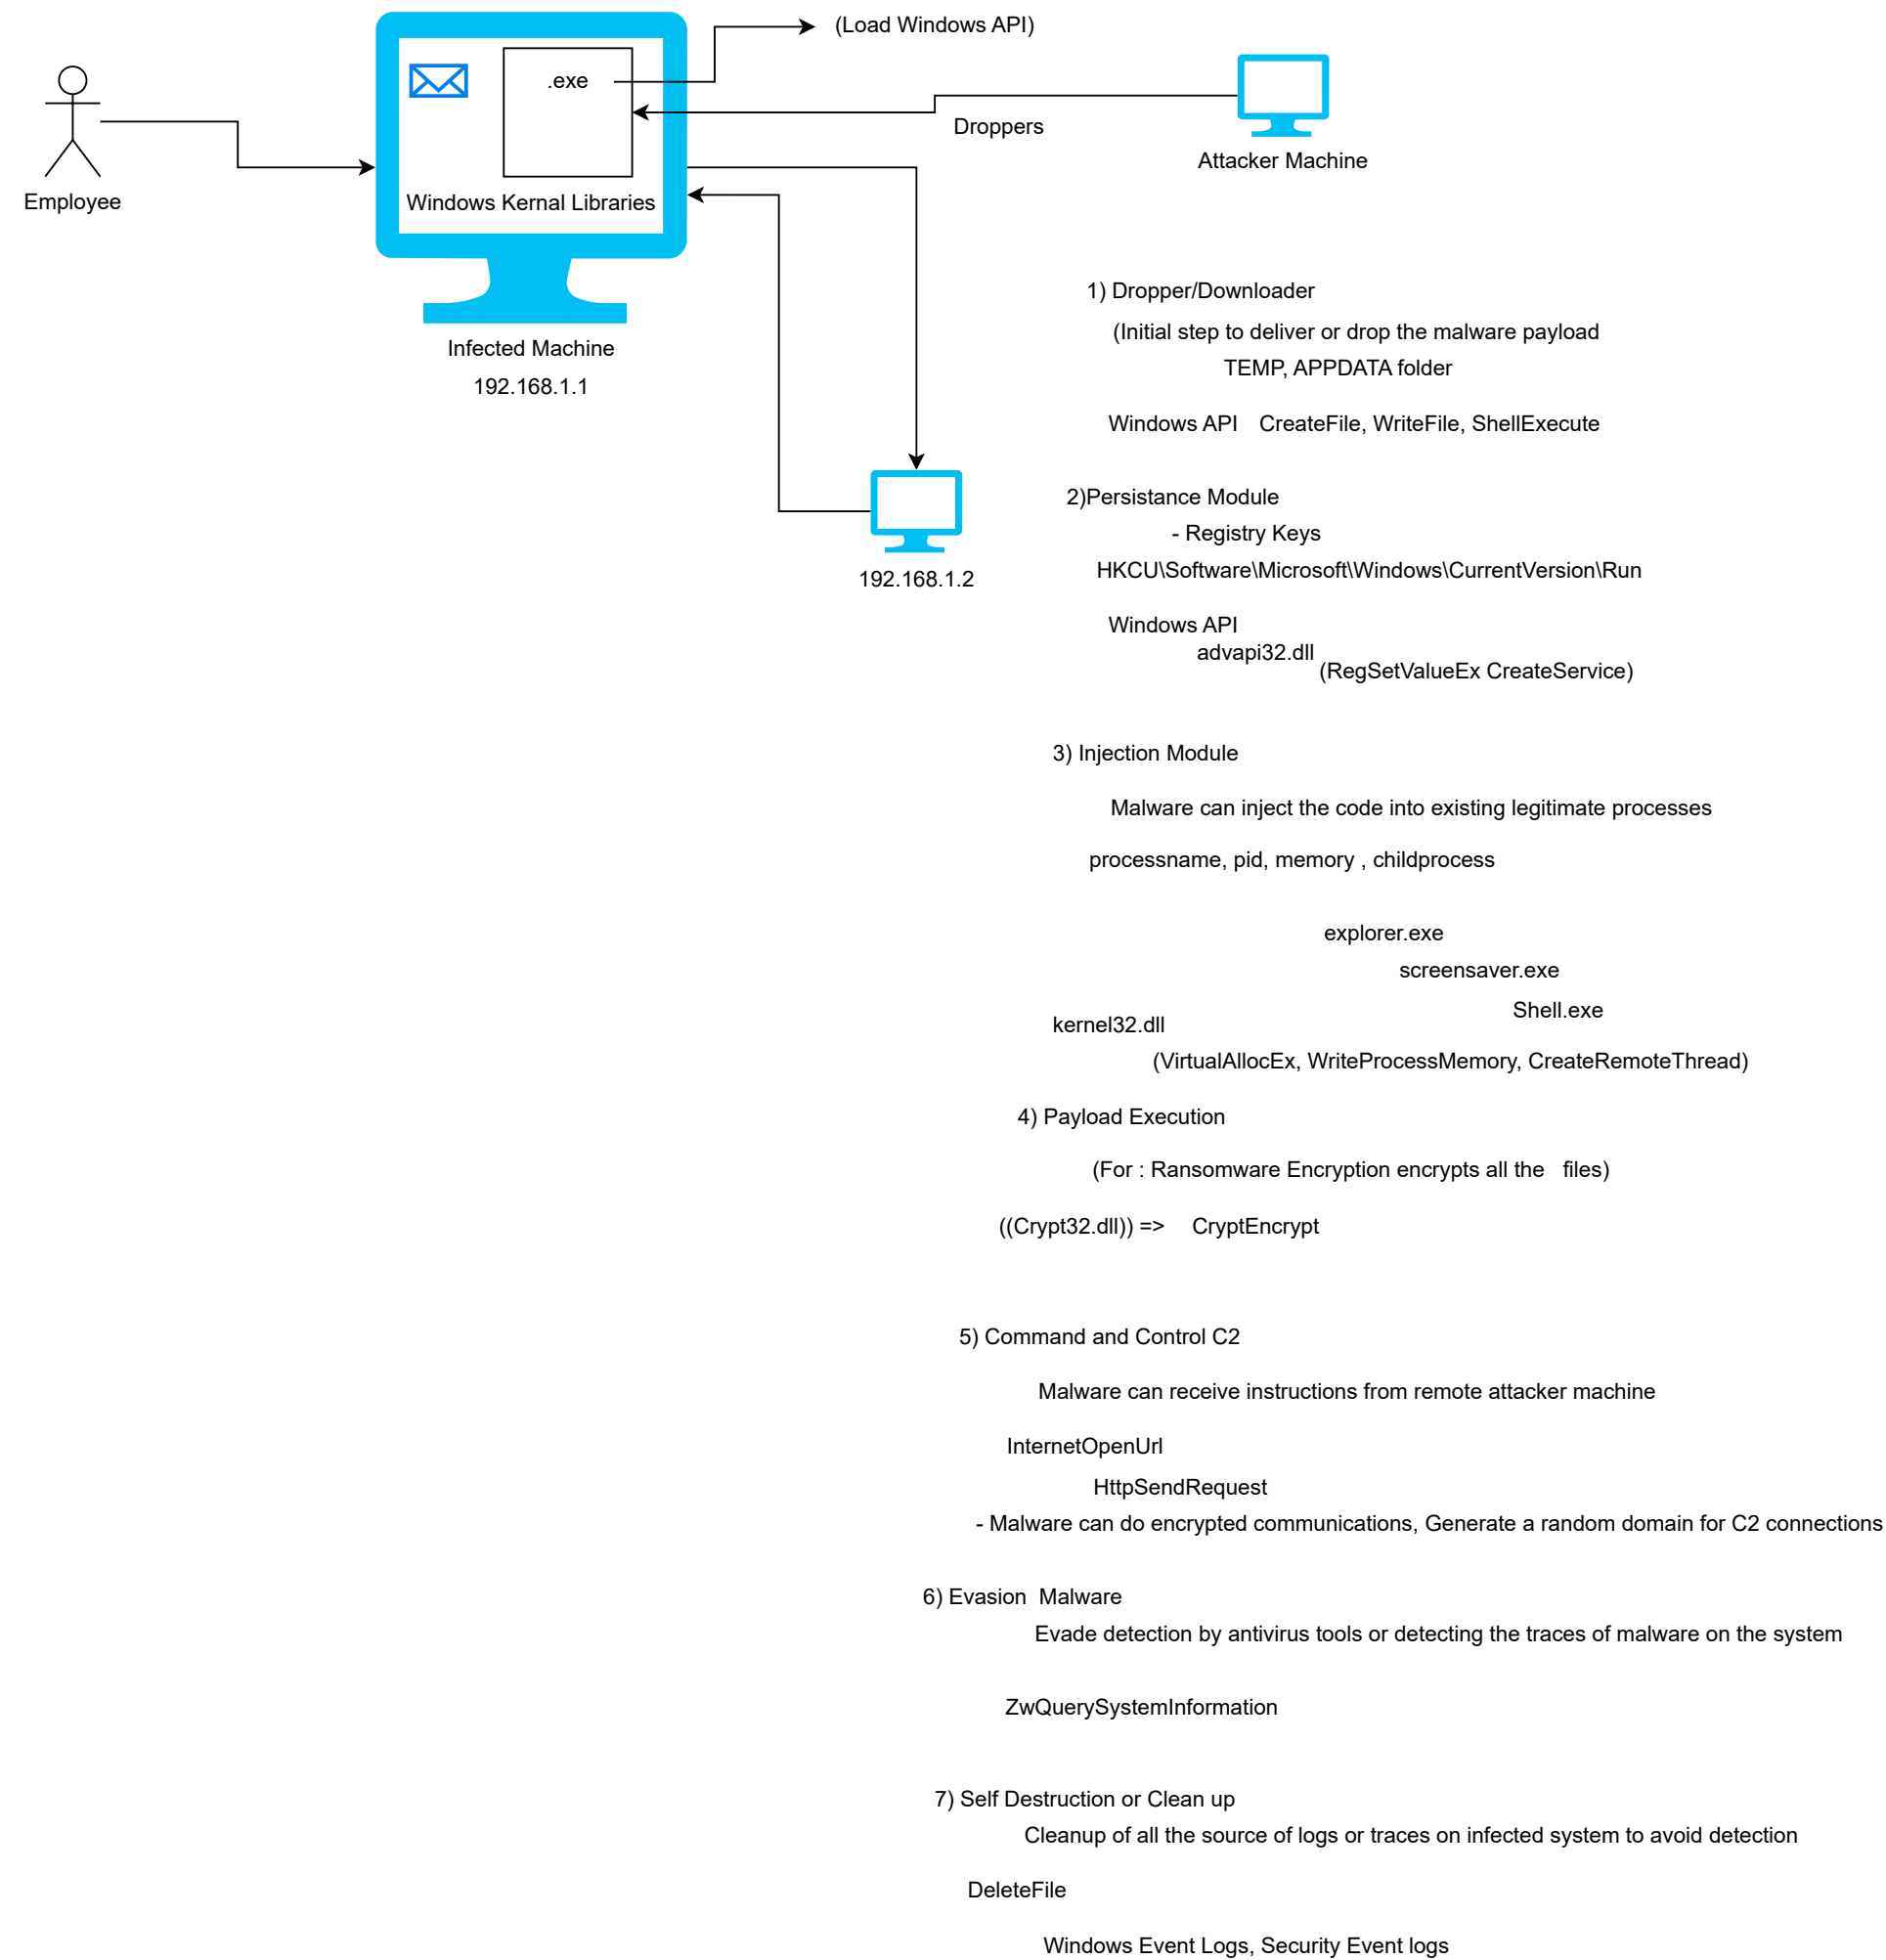 (Load Windows API)
.exe
Droppers
Attacker Machine
Employee
Windows Kernal Libraries
Infected Machine
192.168.1.1
192.168.1.2
1) Dropper/Downloader
(Initial step to deliver or drop the malware payload
TEMP, APPDATA folder
Windows API CreateFile, WriteFile, ShellExecute
2)Persistance Module
- Registry Keys
HKCU\Software\Microsoft\Windows\CurrentVersion\Run
Windows API
advapi32.dll
(RegSetValueEx CreateService)
3) Injection Module
Malware can inject the code into existing legitimate processes
processname, pid, memory , childprocess
explorer.exe
screensaver.exe
Shell.exe
kernel32.dll
(VirtualAllocEx, WriteProcessMemory, CreateRemoteThread)
4) Payload Execution
(For : Ransomware Encryption encrypts all the files)
((Crypt32.dll)) => CryptEncrypt
5) Command and Control C2
Malware can receive instructions from remote attacker machine
InternetOpenUrl
HttpSendRequest
- Malware can do encrypted communications, Generate a random domain for C2 connections
6) Evasion Malware
Evade detection by antivirus tools or detecting the traces of malware on the system
ZwQuerySystemInformation
7) Self Destruction or Clean up
Cleanup of all the source of logs or traces on infected system to avoid detection
DeleteFile
Windows Event Logs, Security Event logs